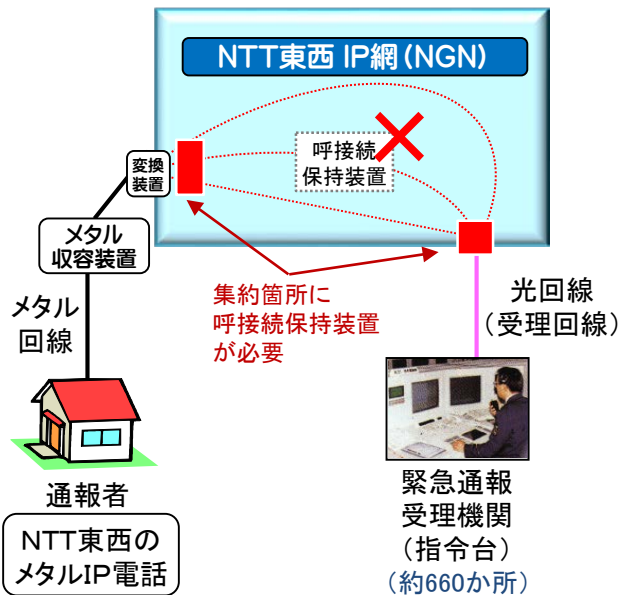 NTT東西 IP網(NGN)
呼接続
保持装置
変換
装置
メタル
収容装置
メタル
回線
集約箇所に
呼接続保持装置
が必要
光回線
(受理回線)
通報者
NTT東西の
メタルIP電話
緊急通報
受理機関
(指令台)
(約660か所)